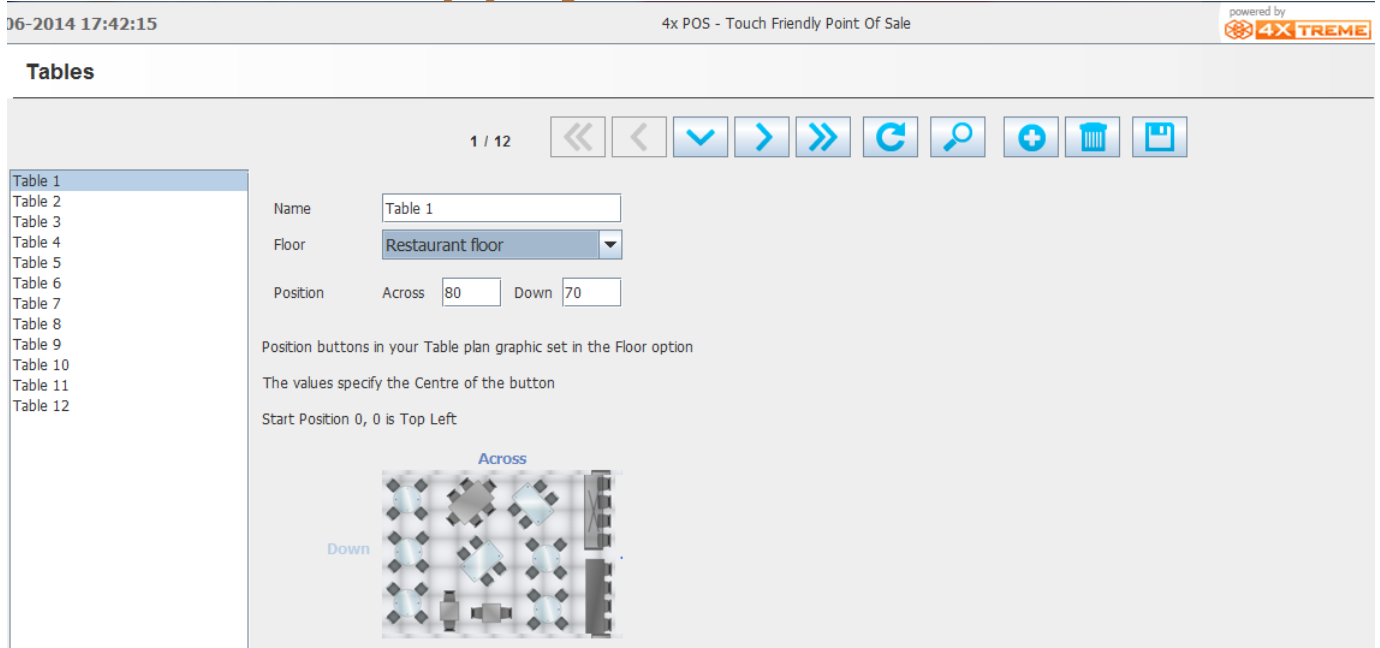 06-2014 17:42:15
4x POS - Touch Friendly Point Of Sale
powered by
4X TREME
Tables
1 / 12
Table 1
Table 2
Table 3
Table 4
Table 5
Table 6
Table 7
Table 8
Table 9
Table 10
Table 11
Table 12
Name Table 1
Floor Restaurant floor
Position Across 80 Down 70
Position buttons in your Table plan graphic set in the Floor option
The values specify the Centre of the button
Start Position 0, 0 is Top Left
Across
Down